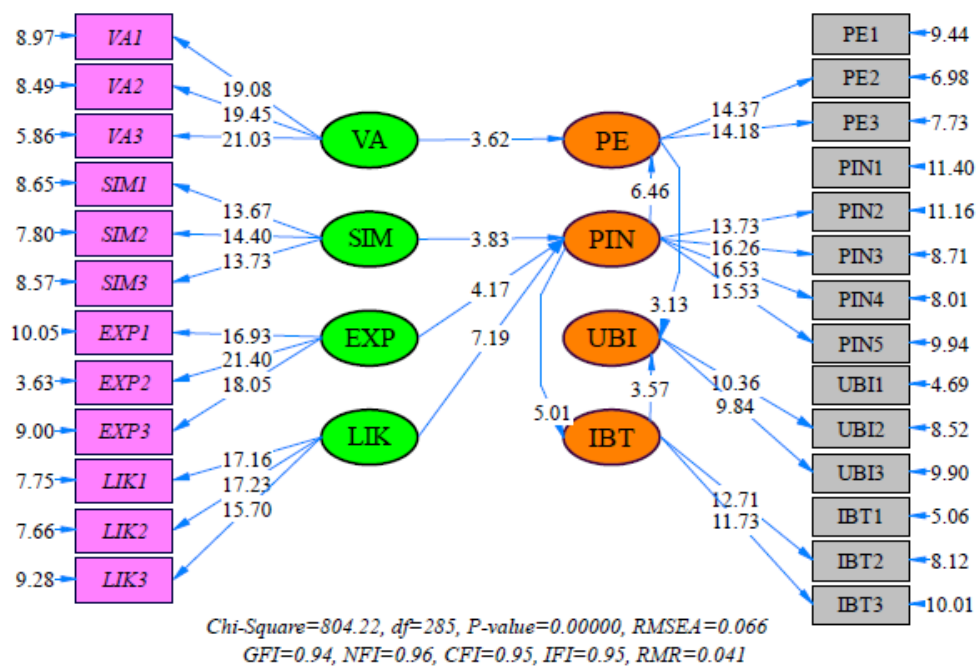 8.97 VA1
8.49 VA2
5.86 VA3
8.65 SIM1
7.80 SIM2
8.57 SIM3
10.05 EXP1
3.63 EXP2
9.00 EXP3
7.75 LIK1
7.66 LIK2
9.28 LIK3
19.08
19.45
21.03
13.67
14.40
13.73
16.93
21.40
18.05
17.16
17.23
15.70
VA
SIM
EXP
LIK
3.62
3.83
4.17
7.19
PE
6.46
PIN
3.13
UBI
3.57
5.01
IBT
14.37
14.18
13.73
16.26
16.53
15.53
10.36
9.84
12.71
11.73
PE1 9.44
PE2 6.98
PE3 7.73
PIN1 11.40
PIN2 11.16
PIN3 8.71
PIN4 8.01
PIN5 9.94
UBI1 4.69
UBI2 8.52
UBI3 9.90
IBT1 5.06
IBT2 8.12
IBT3 10.01
Chi-Square=804.22, df=285, P-value=0.00000, RMSEA=0.066
GFI=0.94, NFI=0.96, CFI=0.95, IFI=0.95, RMR=0.041